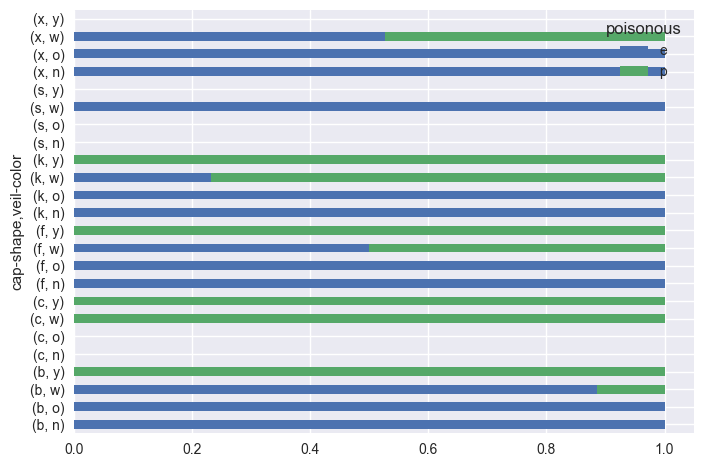 poisonous
e
p
cap-shape,veil-color
(x, y)
(x, w)
(x, o)
(x, n)
(s, y)
(s, w)
(s, o)
(s, n)
(k, y)
(k, w)
(k, o)
(k, n)
(f, y)
(f, w)
(f, o)
(f, n)
(c, y)
(c, w)
(c, o)
(c, n)
(b, y)
(b, w)
(b, o)
(b, n)
0.0 0.2 0.4 0.6 0.8 1.0